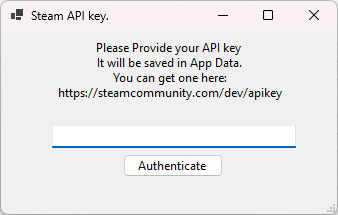 Steam API key.
Please Provide your API key
It will be saved in App Data.
You can get one here:
https://steamcommunity.com/dev/apikey
Authenticate